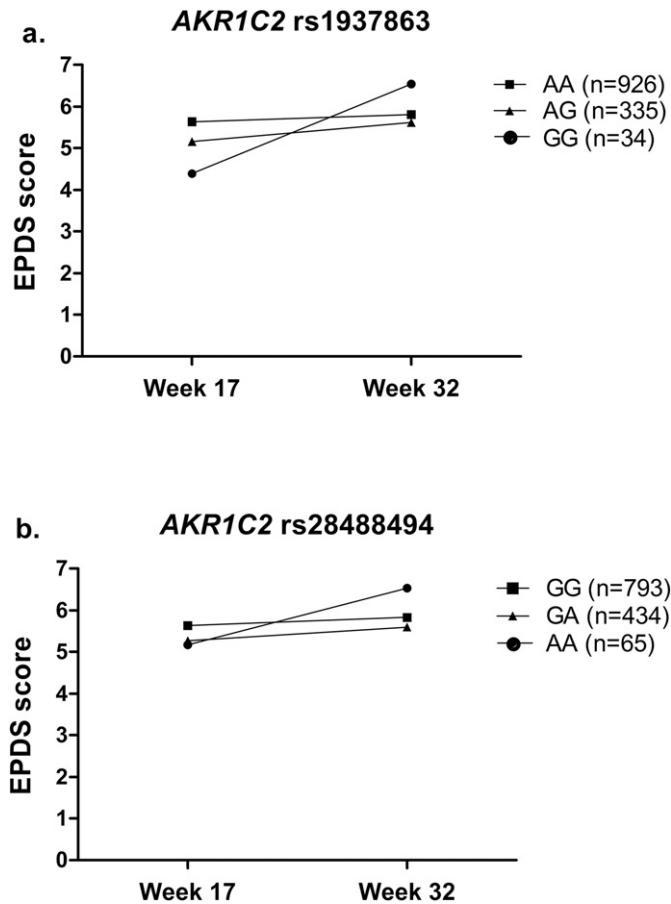 a.
AKR1C2 rs1937863
7
6
5
4
3
2
1
0
EPDS score
Week 17
Week 32
AA (n=926)
AG (n=335)
GG (n=34)
b.
AKR1C2 rs28488494
7
6
5
4
3
2
1
0
EPDS score
Week 17
Week 32
GG (n=793)
GA (n=434)
AA (n=65)